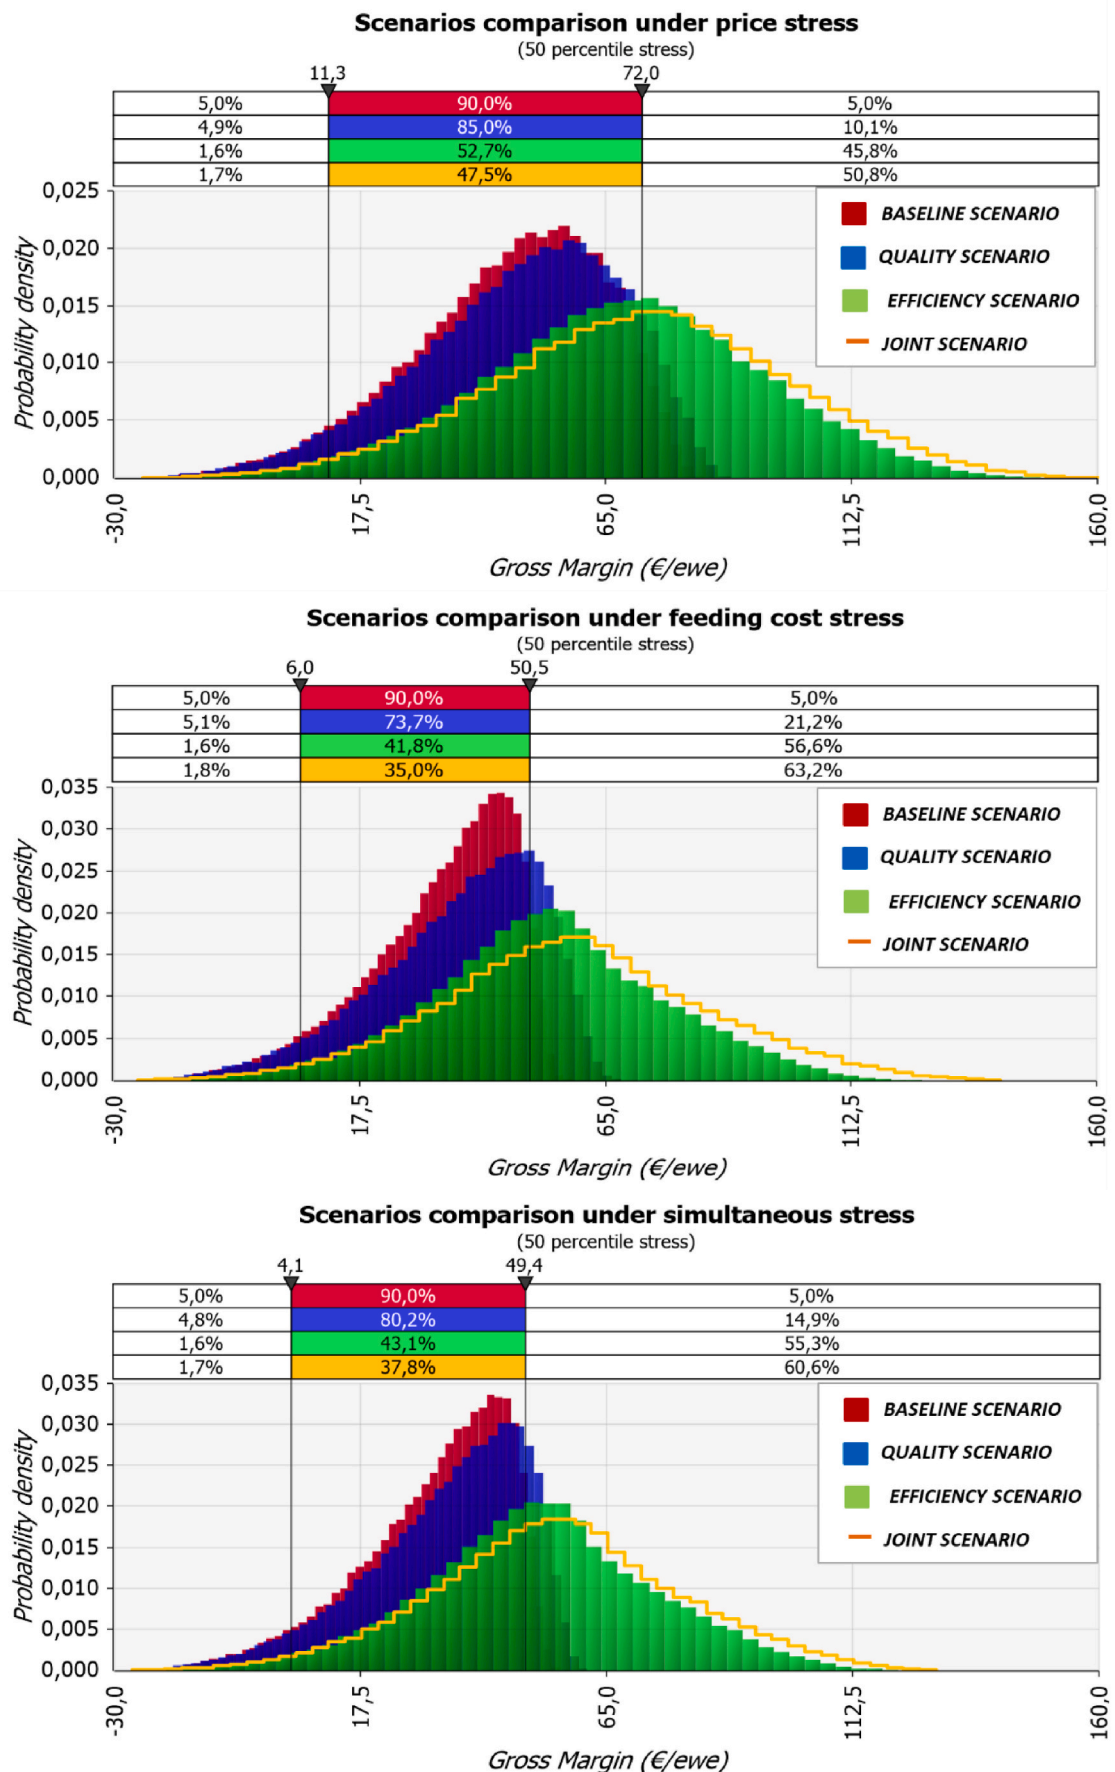 Scenarios comparison under price stress
(50 percentile stress)
11,3 72,0
5,0% 90,0% 5,0%
4,9% 85,0% 10,1%
1,6% 52,7% 45,8%
1,7% 47,5% 50,8%
0,025
0,020
0,015
0,010
0,005
0,000
Probability density
BASELINE SCENARIO
QUALITY SCENARIO
EFFICIENCY SCENARIO
JOINT SCENARIO
-30,0 17,5 65,0 112,5 160,0
Gross Margin (€/ewe)
Scenarios comparison under feeding cost stress
(50 percentile stress)
6,0 50,5
5,0% 90,0% 5,0%
5,1% 73,7% 21,2%
1,6% 41,8% 56,6%
1,8% 35,0% 63,2%
0,035
0,030
0,025
0,020
0,015
0,010
0,005
0,000
Probability density
BASELINE SCENARIO
QUALITY SCENARIO
EFFICIENCY SCENARIO
JOINT SCENARIO
-30,0 17,5 65,0 112,5 160,0
Gross Margin (€/ewe)
Scenarios comparison under simultaneous stress
(50 percentile stress)
4,1 49,4
5,0% 90,0% 5,0%
4,8% 80,2% 14,9%
1,6% 43,1% 55,3%
1,7% 37,8% 60,6%
0,035
0,030
0,025
0,020
0,015
0,010
0,005
0,000
Probability density
BASELINE SCENARIO
QUALITY SCENARIO
EFFICIENCY SCENARIO
JOINT SCENARIO
-30,0 17,5 65,0 112,5 160,0
Gross Margin (€/ewe)